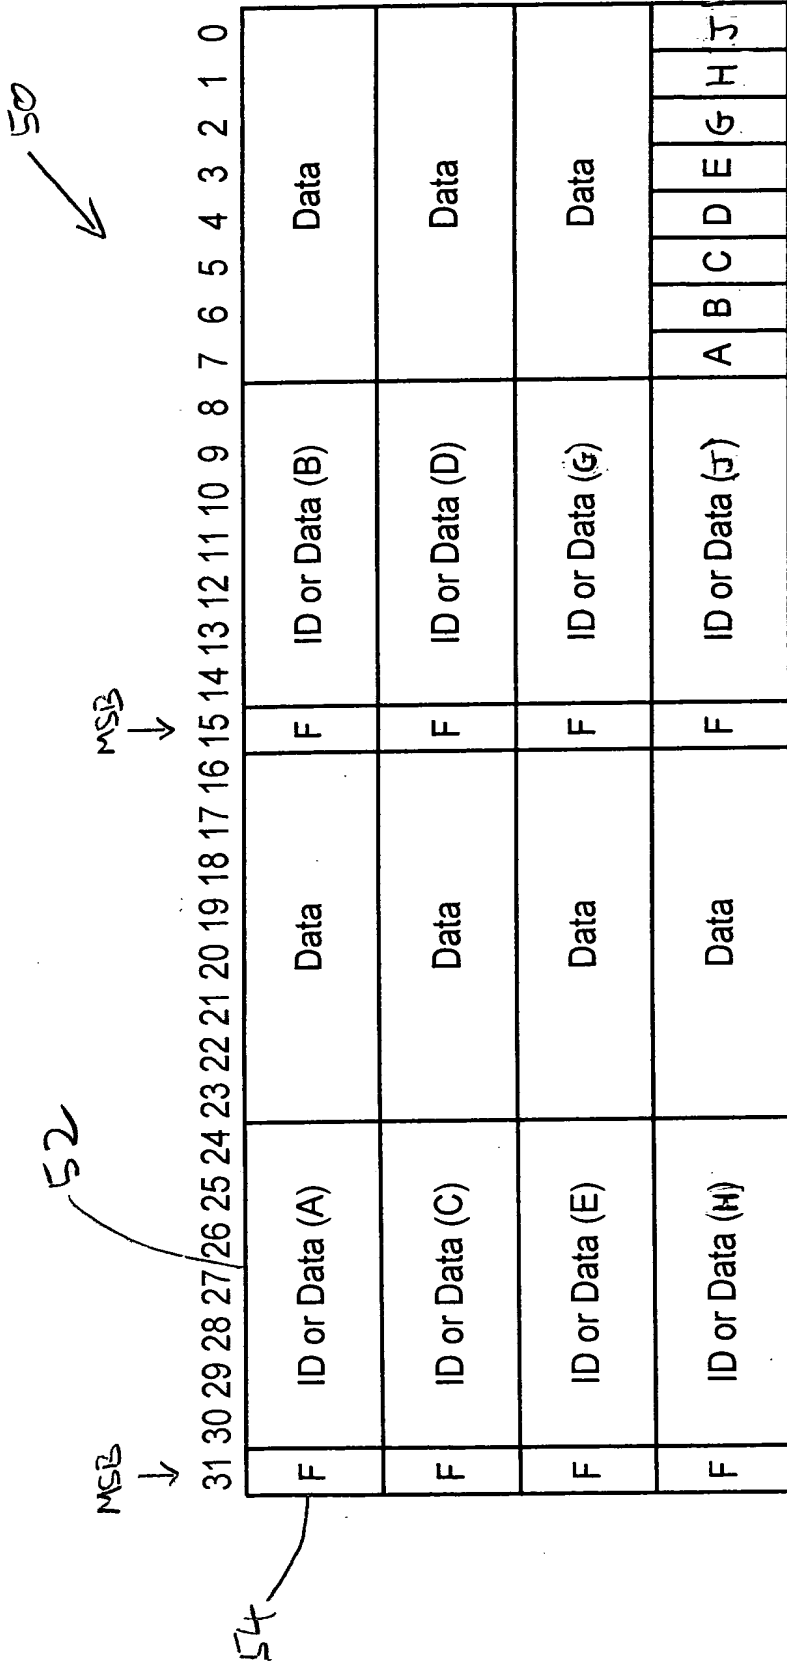 50
52
54
MSB ↓ MSB ↓
31 30 29 28 27 26 25 24 23 22 21 20 19 18 17 16 15 14 13 12 11 10 9 8 7 6 5 4 3 2 1 0
F ID or Data (A) Data F ID or Data (B) Data
F ID or Data (C) Data F ID or Data (D) Data
F ID or Data (E) Data F ID or Data (G) Data
F ID or Data (H) Data F ID or Data (J) A B C D E G H J